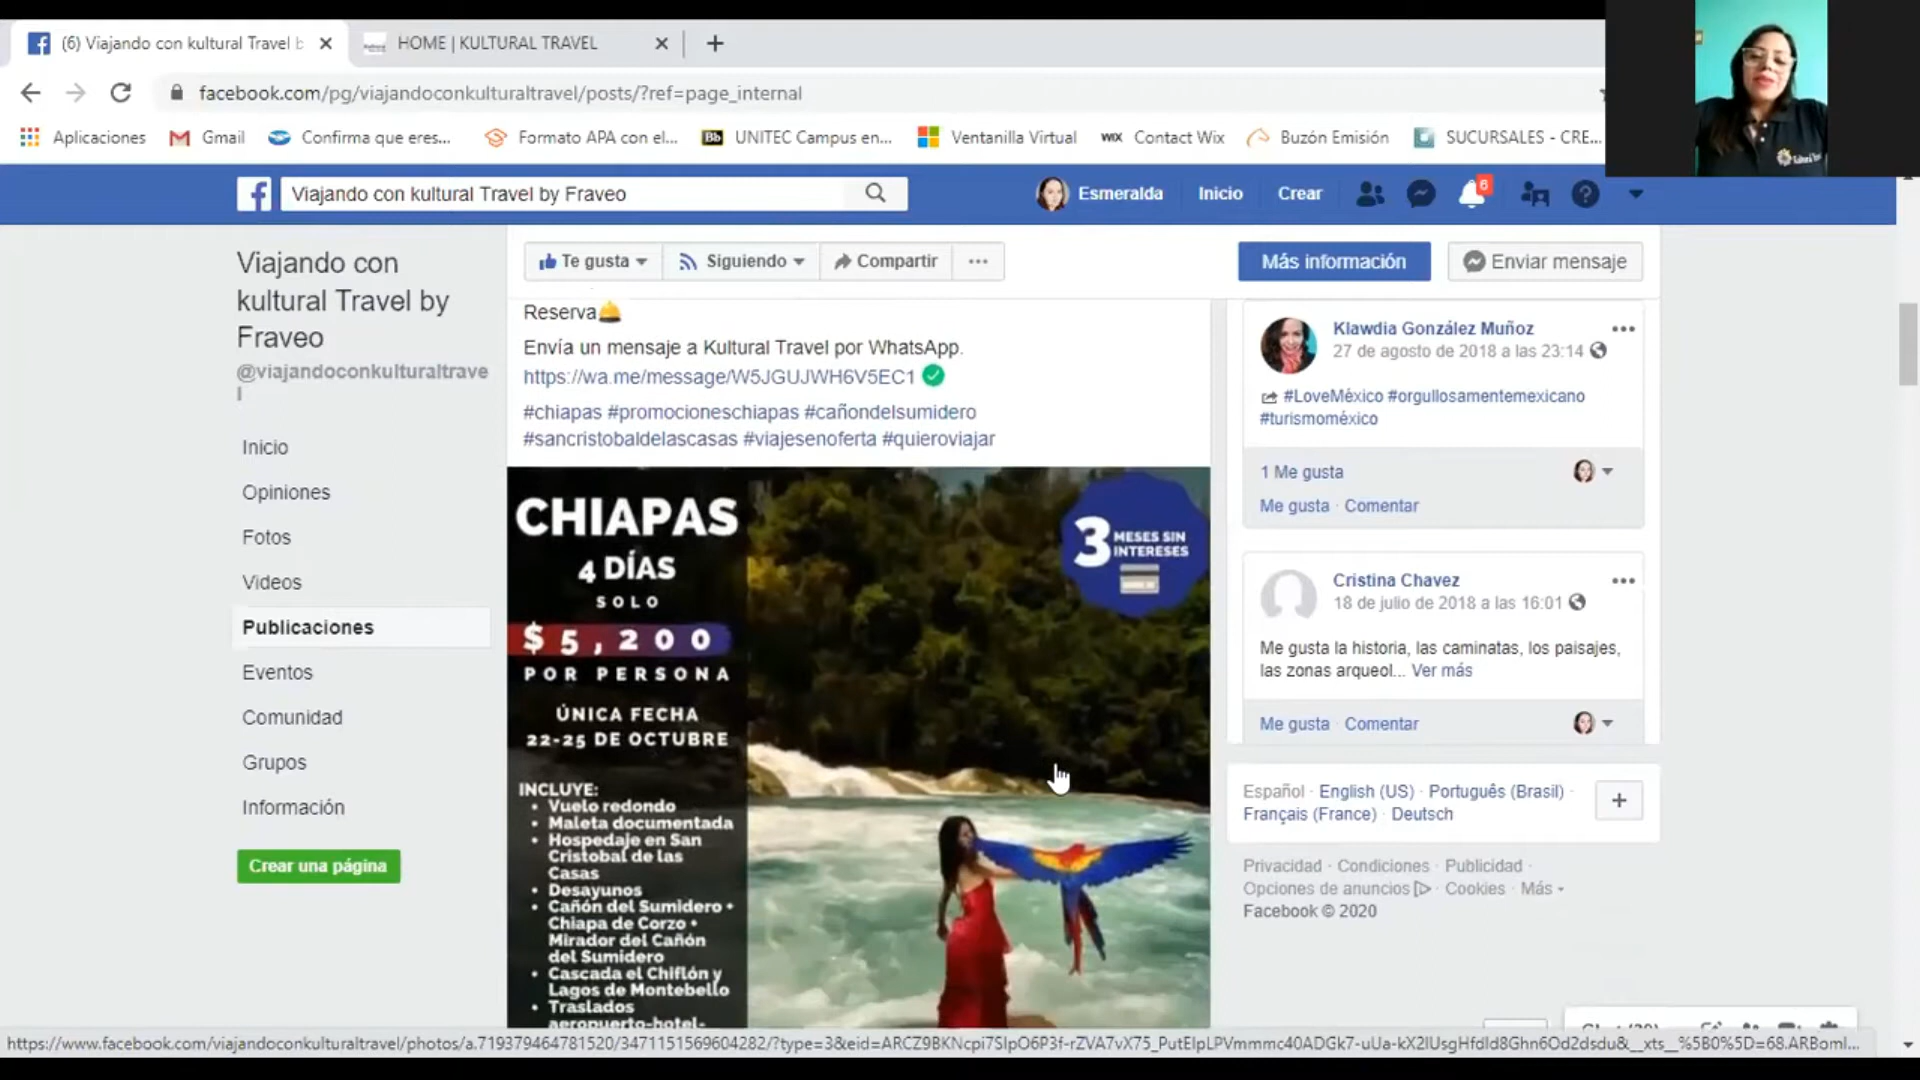 (6) Viajando con kultural Travel b
HOME | KULTURAL TRAVEL
facebook.com/pg/viajandoconkulturaltravel/posts/?ref=page_internal
Aplicaciones
Gmail
Confirma que eres...
Formato APA con el...
Bb
UNITEC Campus en...
Ventanilla Virtual
WIX
Contact Wix
Buzón Emisión
SUCURSALES - CRE...
Viajando con kultural Travel by Fraveo
Esmeralda
Inicio
Crear
6
Viajando con
kultural Travel by
Fraveo
@viajandoconkulturaltrave
l
Inicio
Opiniones
Fotos
Videos
Publicaciones
Eventos
Comunidad
Grupos
Información
Crear una página
Te gusta
Siguiendo
Compartir
Más información
Enviar mensaje
Reserva
Envía un mensaje a Kultural Travel por WhatsApp.
https://wa.me/message/W5JGUJWH6V5EC1
#chiapas #promocioneschiapas #cañondelsumidero
#sancristobaldelascasas #viajesenoferta #quieroviajar
CHIAPAS
4 DÍAS
SOLO
$5,200
POR PERSONA
ÚNICA FECHA
22-25 DE OCTUBRE
INCLUYE:
• Vuelo redondo
• Maleta documentada
• Hospedaje en San
Cristobal de las
Casas
• Desayunos
• Cañón del Sumidero •
Chiapa de Corzo •
Mirador del Cañón
del Sumidero
• Cascada el Chiflón y
Lagos de Montebello
• Traslados
aeropuerto-hotel-
3 MESES SIN
INTERESES
Klawdia González Muñoz
27 de agosto de 2018 a las 23:14
#LoveMéxico #orgullosamentemexicano
#turismoméxico
1 Me gusta
Me gusta · Comentar
Cristina Chavez
18 de julio de 2018 a las 16:01
Me gusta la historia, las caminatas, los paisajes,
las zonas arqueol... Ver más
Me gusta · Comentar
Español · English (US) · Português (Brasil) ·
Français (France) · Deutsch
Privacidad · Condiciones · Publicidad ·
Opciones de anuncios · Cookies · Más
Facebook © 2020